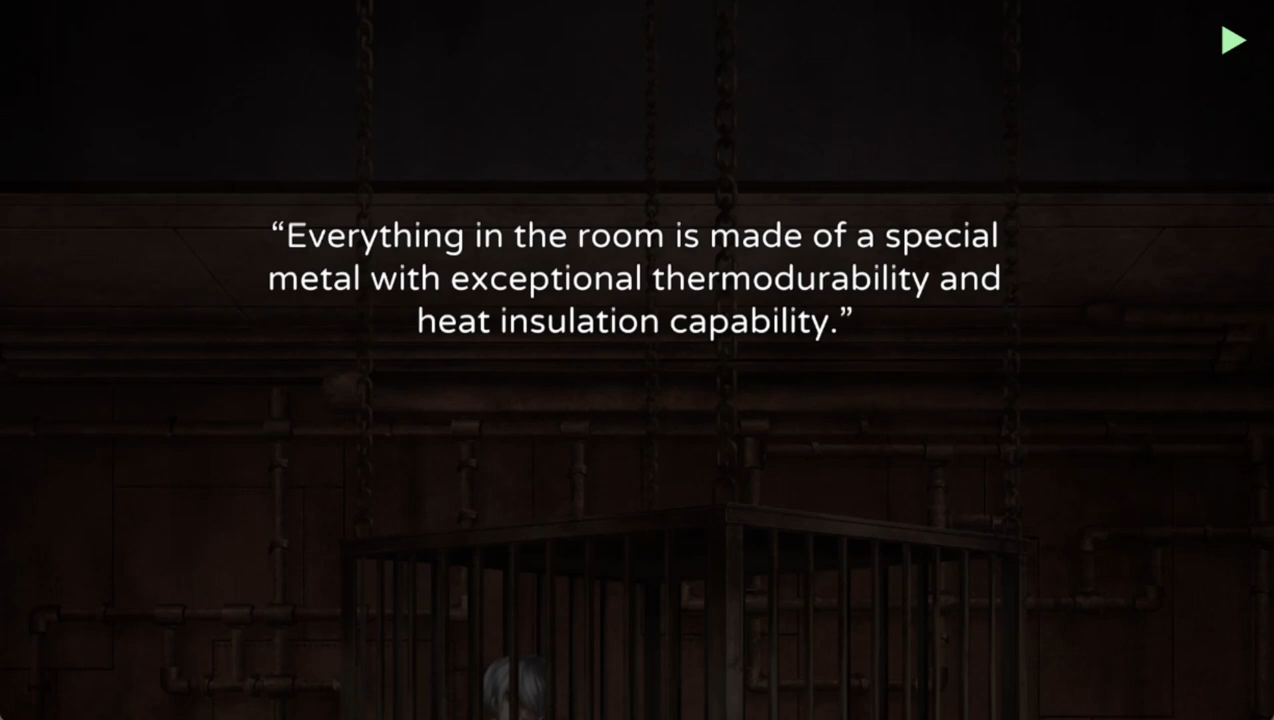 “Everything in the room is made of a special
metal with exceptional thermodurability and
heat insulation capability.”